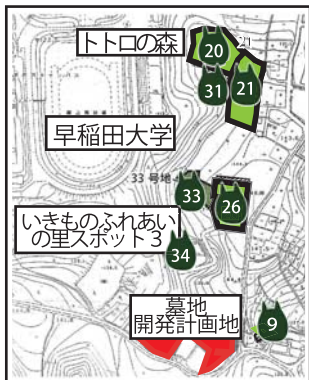 トトロの森
20
31
21
早稲田大学
33号地
33
26
いきものふれあい
の里スポット3
34
墓地
開発計画地
9